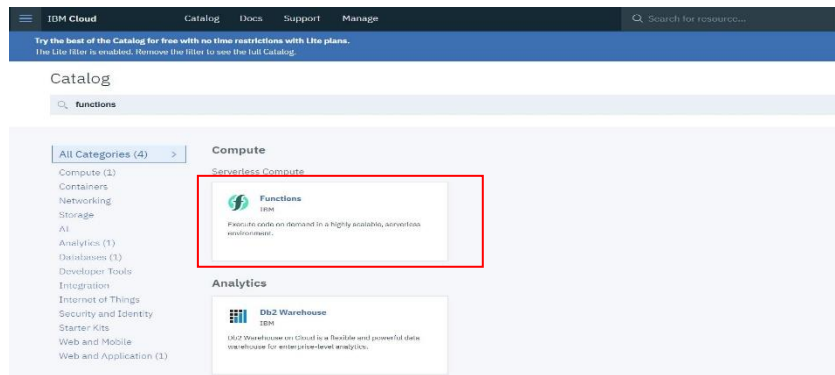 IBM Cloud Catalog Docs Support Manage Search for resource...
Try the best of the Catalog for free with no time restrictions with Lite plans.
The Lite filter is enabled. Remove the filter to see the full Catalog.
Catalog
functions
All Categories (4) >
Compute (1)
Containers
Networking
Storage
AI
Analytics (1)
Databases (1)
Developer Tools
Integration
Internet of Things
Security and Identity
Starter Kits
Web and Mobile
Web and Application (1)
Compute
Serverless Compute
Functions
IBM
Execute code on demand in a highly scalable, serverless
environment.
Analytics
Db2 Warehouse
IBM
Db2 Warehouse on Cloud is a flexible and powerful data
warehouse for enterprise-level analytics.